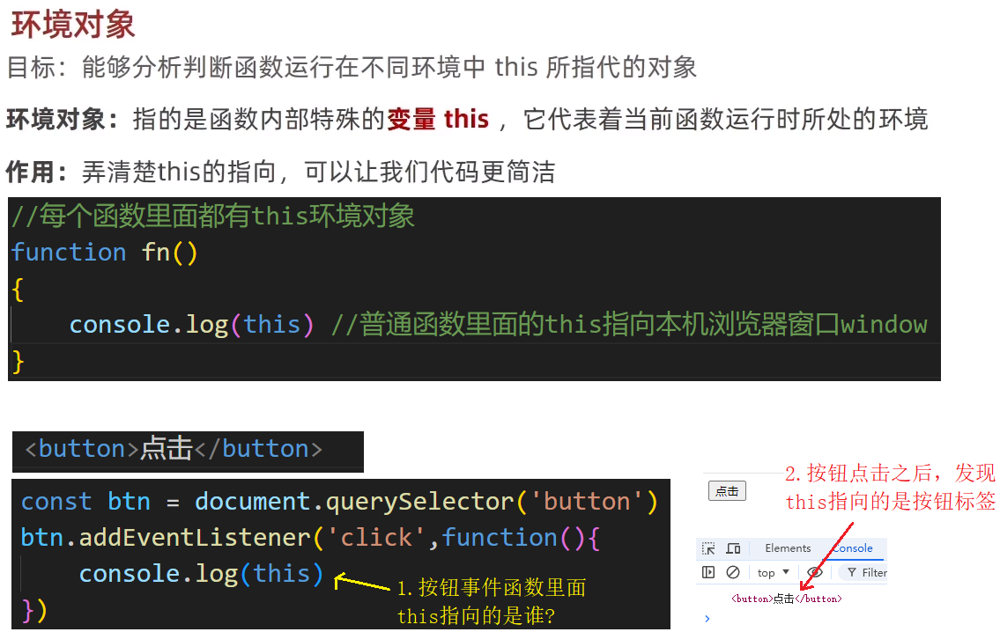 环境对象
目标：能够分析判断函数运行在不同环境中 this 所指代的对象
环境对象：指的是函数内部特殊的变量 this ，它代表着当前函数运行时所处的环境
作用：弄清楚this的指向，可以让我们代码更简洁
//每个函数里面都有this环境对象
function fn()
{
console.log(this) //普通函数里面的this指向本机浏览器窗口window
}
<button>点击</button>
const btn = document.querySelector('button')
btn.addEventListener('click',function(){
console.log(this)
})
1.按钮事件函数里面
this指向的是谁?
2.按钮点击之后，发现
this指向的是按钮标签
点击
Elements Console
top Filter
<button>点击</button>
>